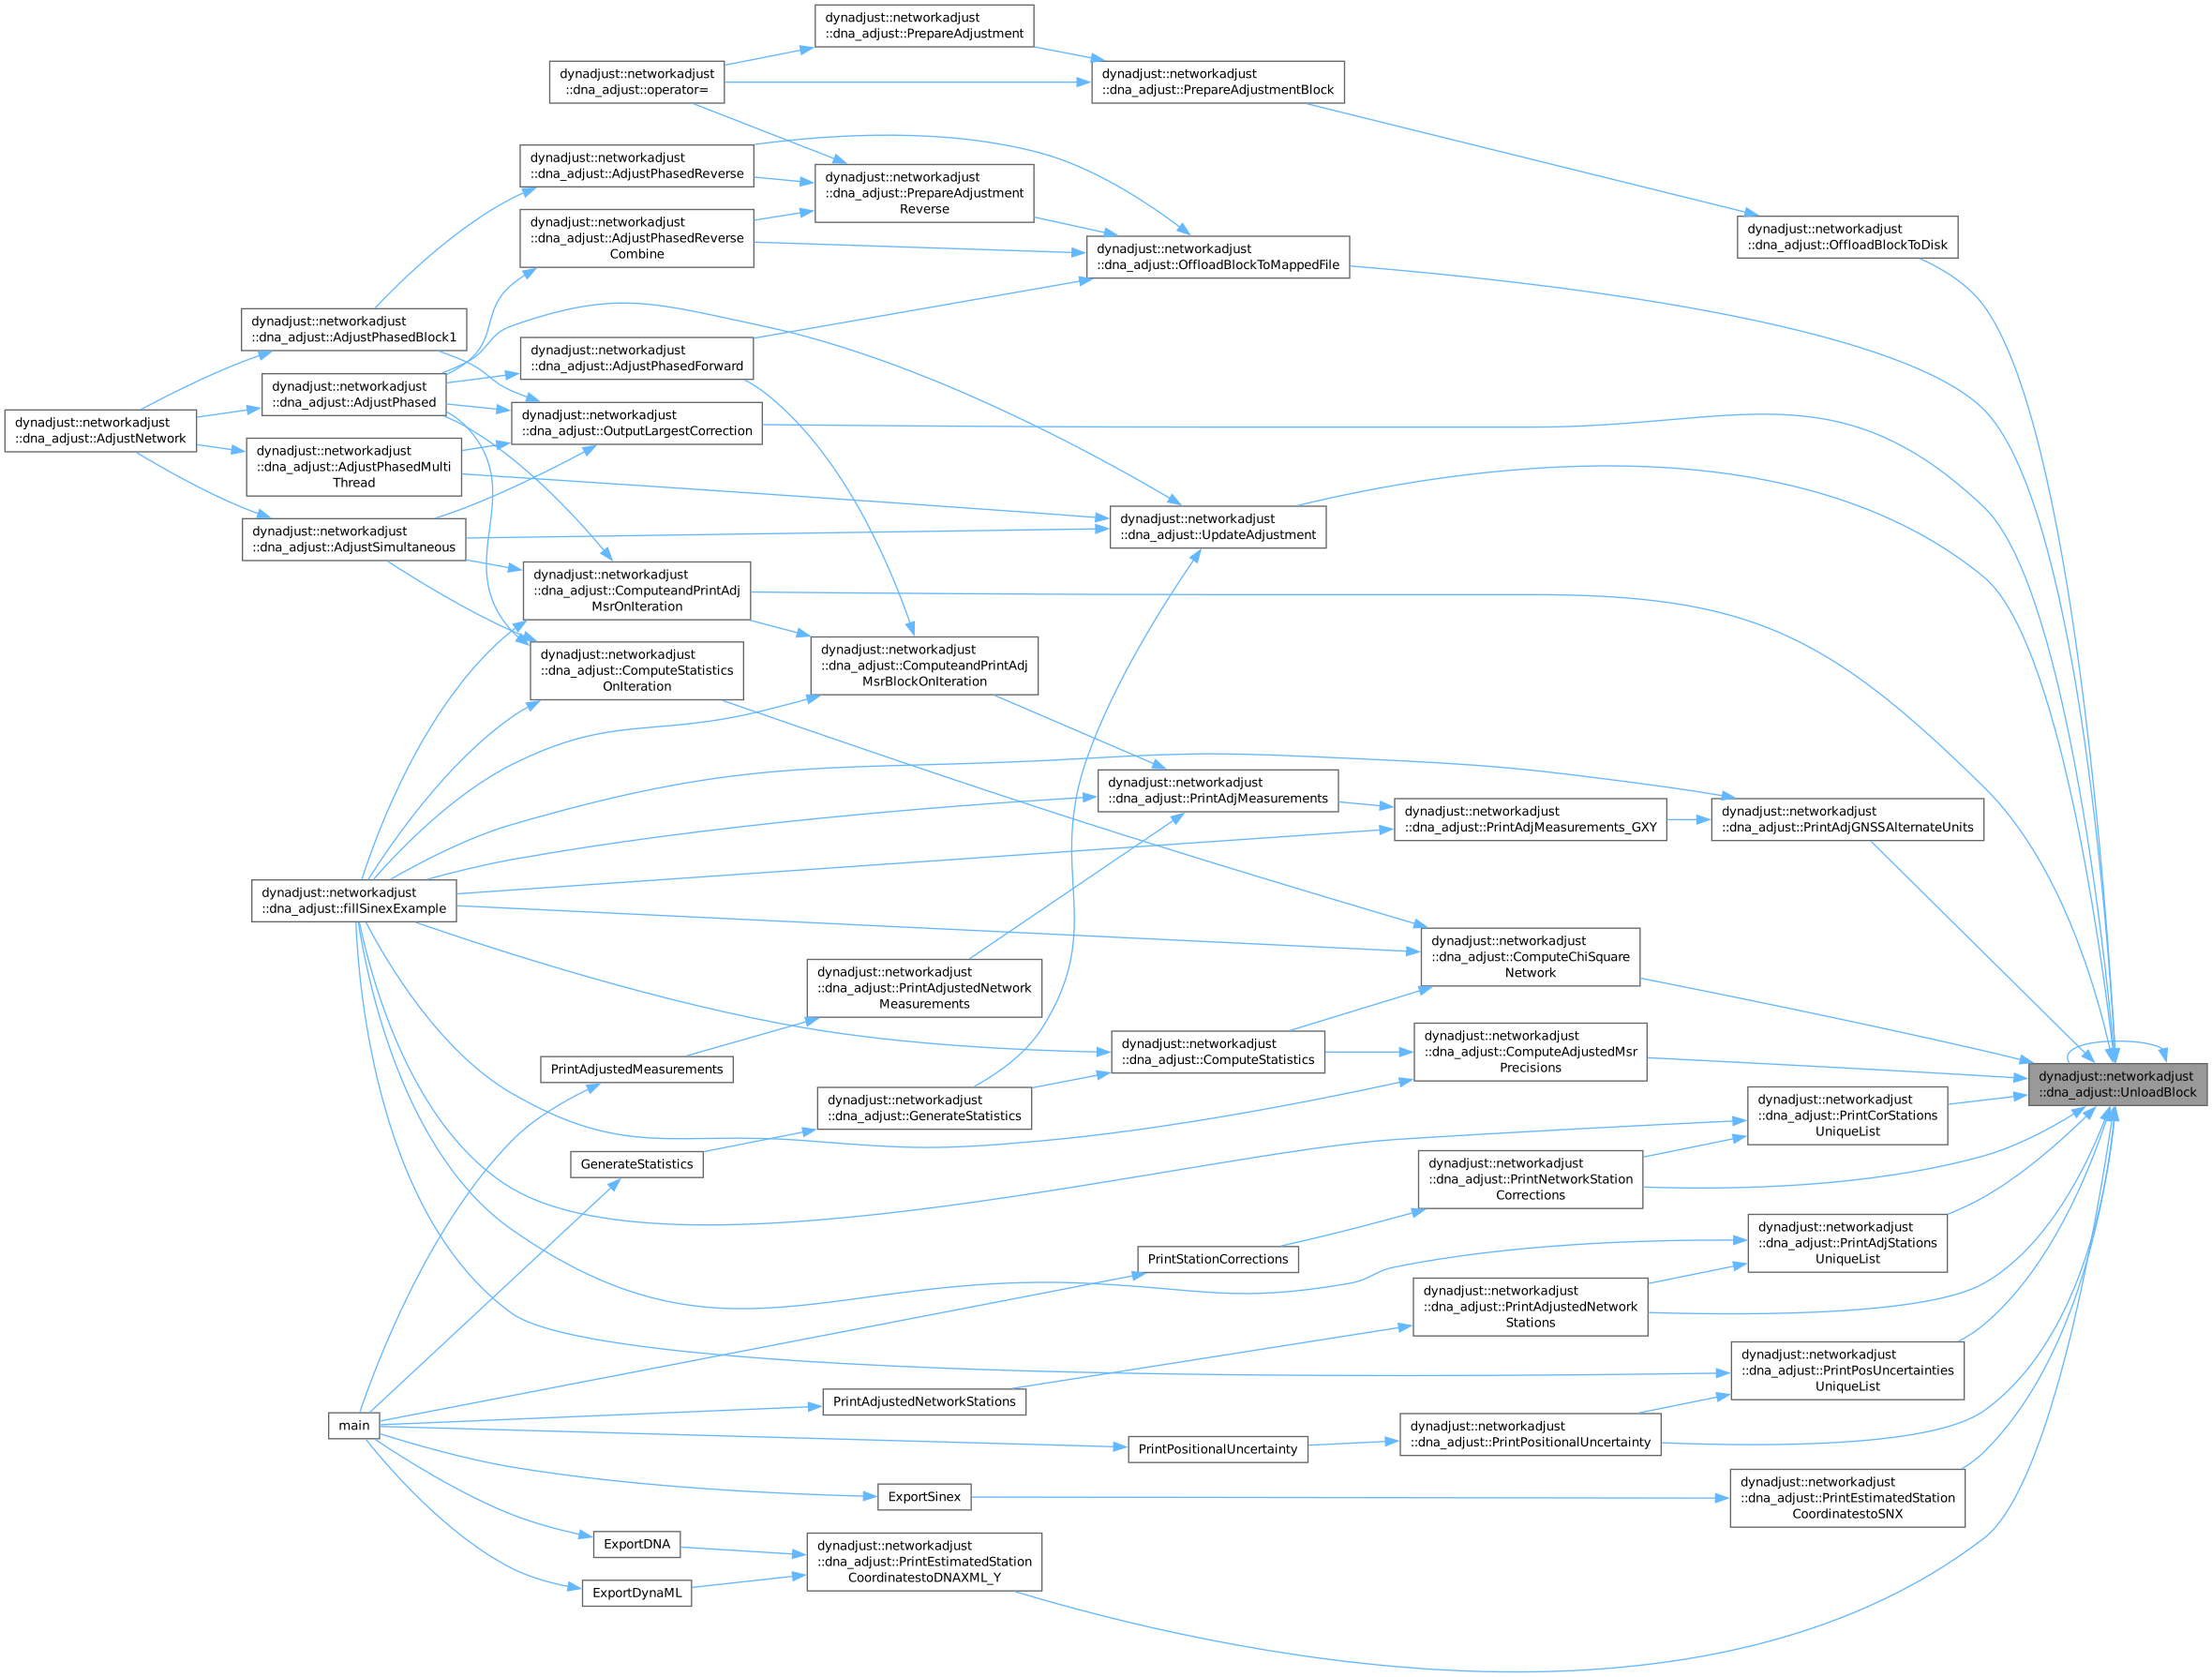 dynadjust::networkadjust
::dna_adjust::PrepareAdjustment
dynadjust::networkadjust
::dna_adjust::operator=
dynadjust::networkadjust
::dna_adjust::PrepareAdjustmentBlock
dynadjust::networkadjust
::dna_adjust::AdjustPhasedReverse
dynadjust::networkadjust
::dna_adjust::PrepareAdjustment
Reverse
dynadjust::networkadjust
::dna_adjust::AdjustPhasedReverse
Combine
dynadjust::networkadjust
::dna_adjust::OffloadBlockToDisk
dynadjust::networkadjust
::dna_adjust::OffloadBlockToMappedFile
dynadjust::networkadjust
::dna_adjust::AdjustPhasedBlock1
dynadjust::networkadjust
::dna_adjust::AdjustPhasedForward
dynadjust::networkadjust
::dna_adjust::AdjustPhased
dynadjust::networkadjust
::dna_adjust::AdjustNetwork
dynadjust::networkadjust
::dna_adjust::OutputLargestCorrection
dynadjust::networkadjust
::dna_adjust::AdjustPhasedMulti
Thread
dynadjust::networkadjust
::dna_adjust::AdjustSimultaneous
dynadjust::networkadjust
::dna_adjust::UpdateAdjustment
dynadjust::networkadjust
::dna_adjust::ComputeandPrintAdj
MsrOnIteration
dynadjust::networkadjust
::dna_adjust::ComputeStatistics
OnIteration
dynadjust::networkadjust
::dna_adjust::ComputeandPrintAdj
MsrBlockOnIteration
dynadjust::networkadjust
::dna_adjust::PrintAdjMeasurements
dynadjust::networkadjust
::dna_adjust::PrintAdjMeasurements_GXY
dynadjust::networkadjust
::dna_adjust::PrintAdjGNSSAlternateUnits
dynadjust::networkadjust
::dna_adjust::fillSinexExample
dynadjust::networkadjust
::dna_adjust::ComputeChiSquare
Network
dynadjust::networkadjust
::dna_adjust::PrintAdjustedNetwork
Measurements
dynadjust::networkadjust
::dna_adjust::ComputeStatistics
dynadjust::networkadjust
::dna_adjust::ComputeAdjustedMsr
Precisions
PrintAdjustedMeasurements
dynadjust::networkadjust
::dna_adjust::UnloadBlock
dynadjust::networkadjust
::dna_adjust::GenerateStatistics
dynadjust::networkadjust
::dna_adjust::PrintCorStations
UniqueList
GenerateStatistics
dynadjust::networkadjust
::dna_adjust::PrintNetworkStation
Corrections
dynadjust::networkadjust
::dna_adjust::PrintAdjStations
UniqueList
PrintStationCorrections
dynadjust::networkadjust
::dna_adjust::PrintAdjustedNetwork
Stations
dynadjust::networkadjust
::dna_adjust::PrintPosUncertainties
UniqueList
PrintAdjustedNetworkStations
main
dynadjust::networkadjust
::dna_adjust::PrintPositionalUncertainty
PrintPositionalUncertainty
ExportSinex
dynadjust::networkadjust
::dna_adjust::PrintEstimatedStation
CoordinatestoSNX
ExportDNA
dynadjust::networkadjust
::dna_adjust::PrintEstimatedStation
CoordinatestoDNAXML_Y
ExportDynaML